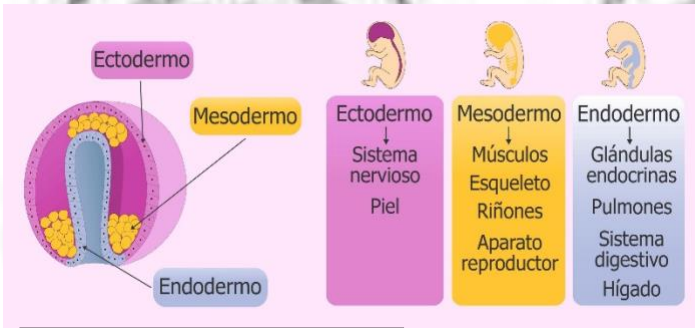 Ectodermo
Mesodermo
Endodermo
Ectodermo
Sistema
nervioso
Piel
Mesodermo
Músculos
Esqueleto
Riñones
Aparato
reproductor
Endodermo
Glándulas
endocrinas
Pulmones
Sistema
digestivo
Hígado